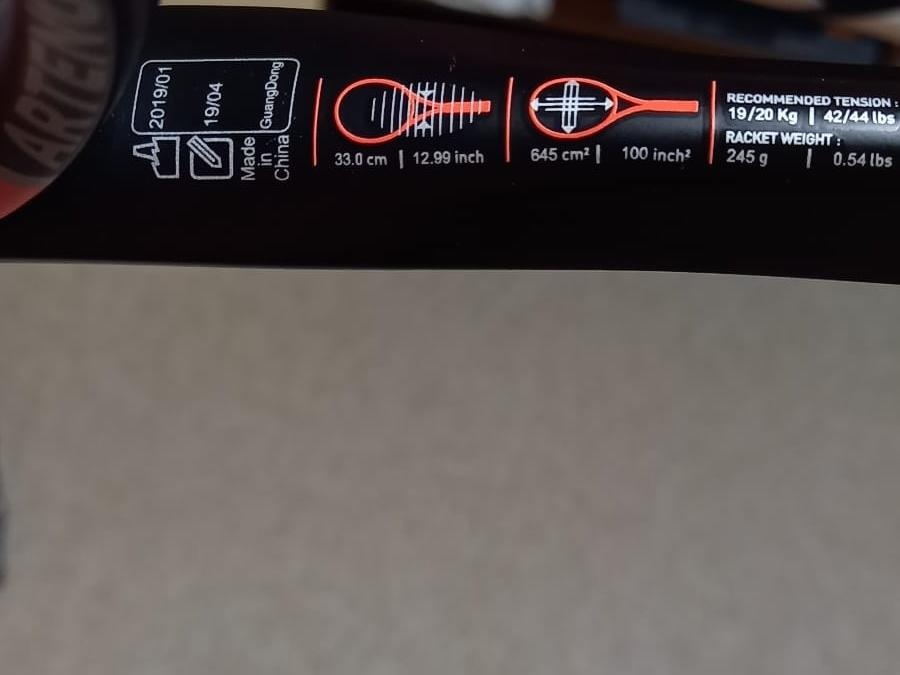 ARTENG
2019/01
19/04
GuangDong
Made
in
China
33.0 cm | 12.99 inch
645 cm² | 100 inch²
RECOMMENDED TENSION :
19/20 Kg | 42/44 lbs
RACKET WEIGHT :
245 g | 0.54 lbs